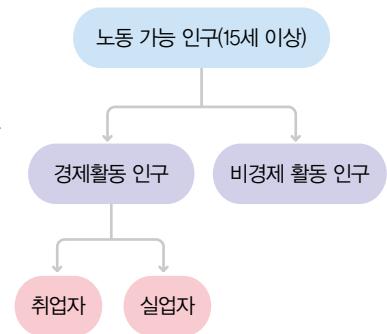 노동 가능 인구(15세 이상)
경제활동 인구
비경제 활동 인구
취업자
실업자